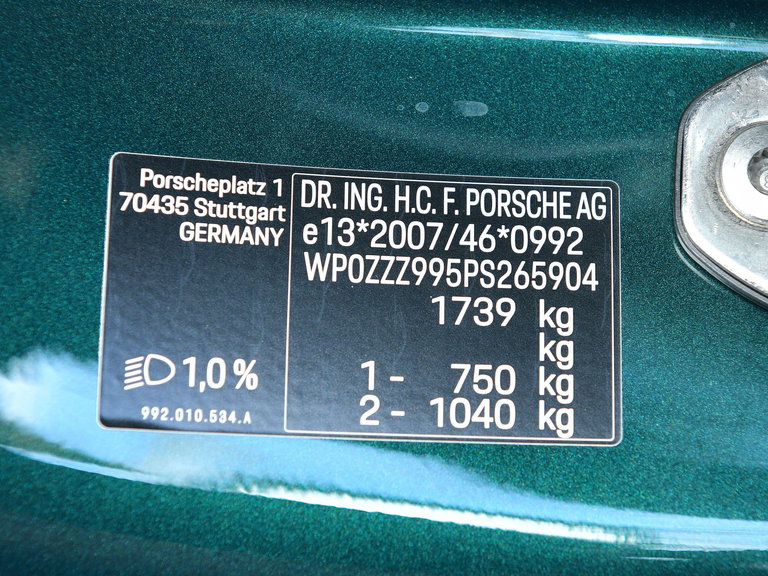 Porscheplatz 1
70435 Stuttgart
GERMANY
1,0 %
992.010.534.A
DR. ING. H.C. F. PORSCHE AG
e13*2007/46*0992
WP0ZZZ995PS265904
1739 kg
kg
1 - 750 kg
2 - 1040 kg